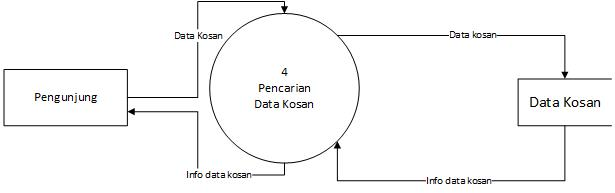 Data Kosan
Data kosan
4
Pencarian
Data Kosan
Pengunjung
Data Kosan
Info data kosan
Info data kosan